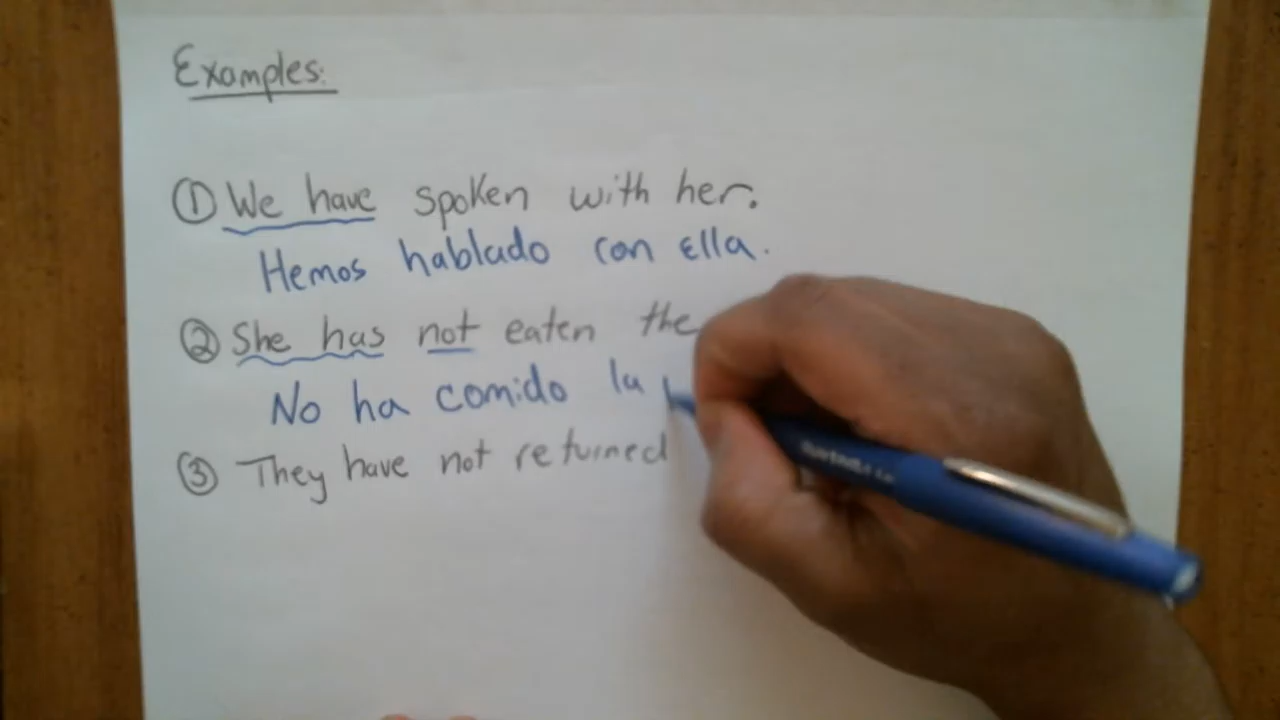 Examples:
① We have spoken with her.
Hemos hablado con ella.
② She has not eaten the
No ha comido la
③ They have not returned